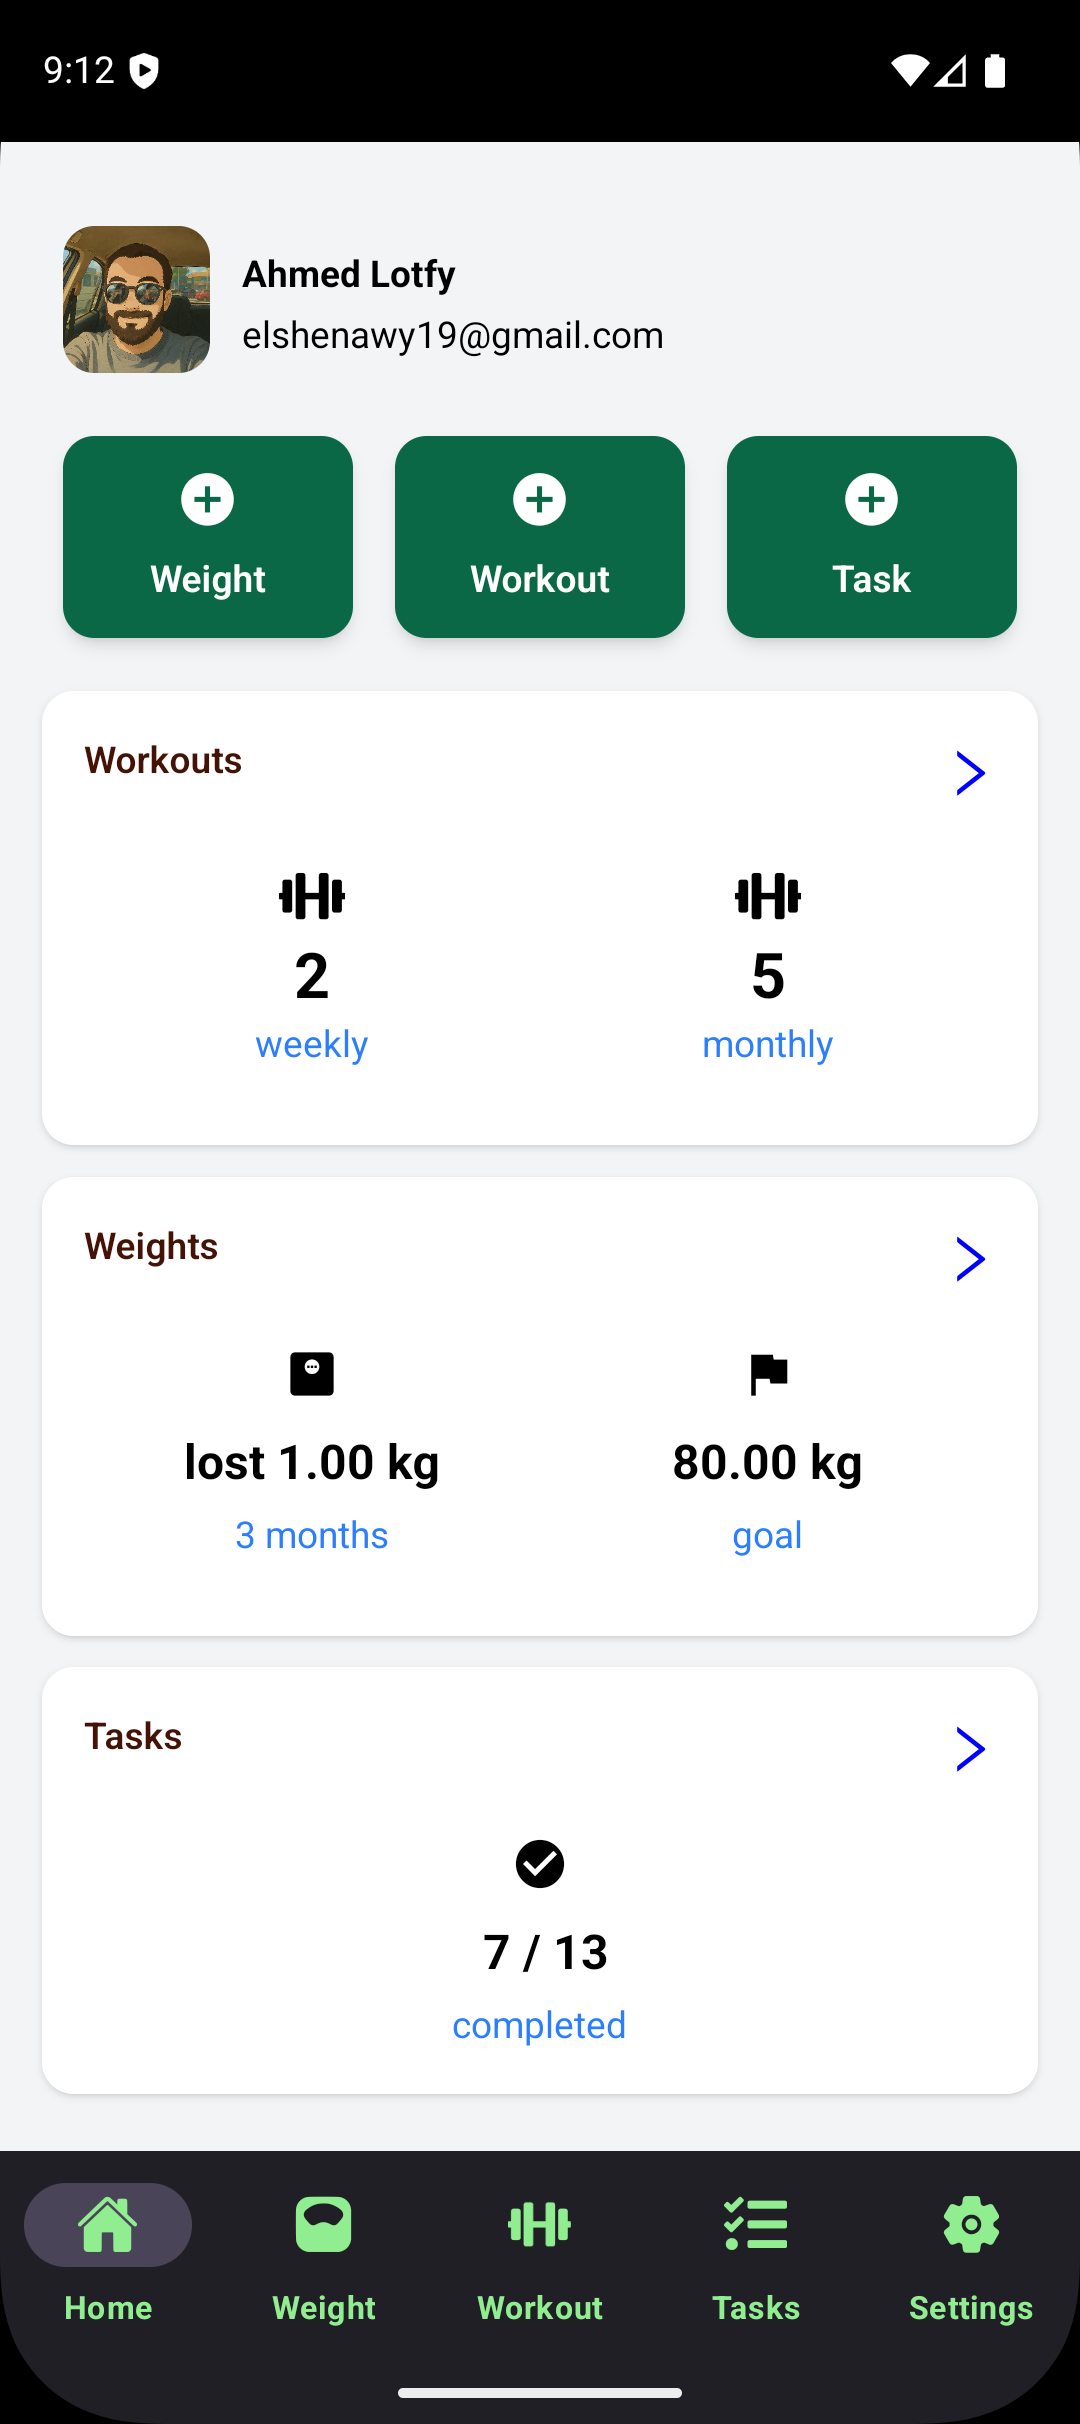 9:12
Ahmed Lotfy
elshenawy19@gmail.com
Weight
Workout
Task
Workouts
2
5
weekly
monthly
Weights
lost 1.00 kg
80.00 kg
3 months
goal
Tasks
7 / 13
completed
Home
Weight
Workout
Tasks
Settings